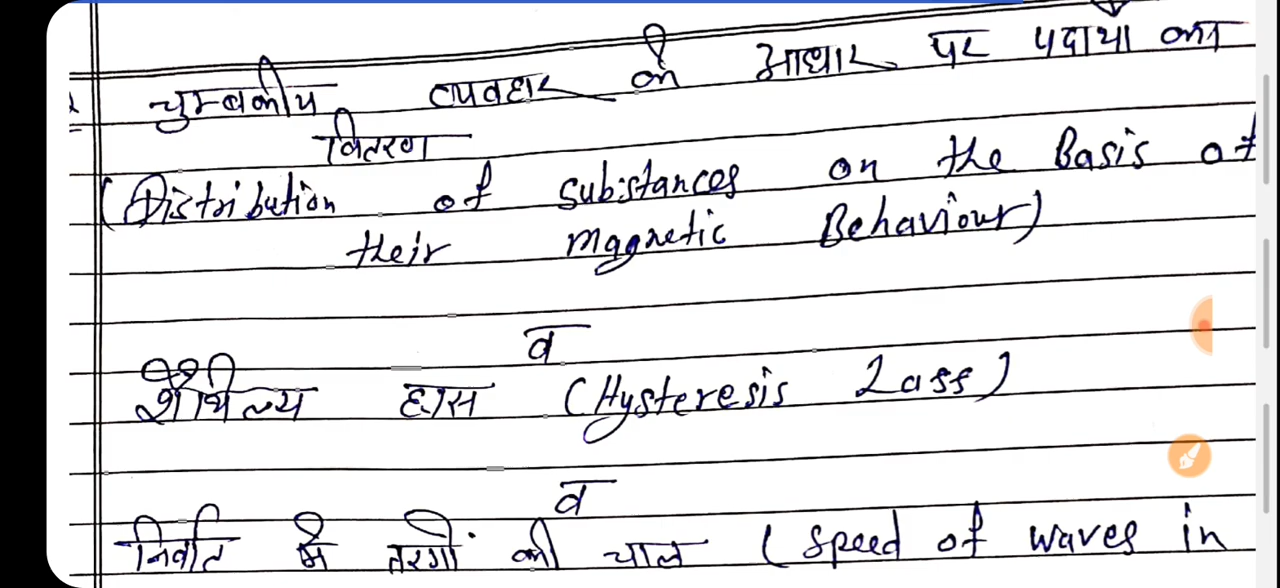 चुम्बकीय व्यवहार के आधार पर पदार्थो का
वितरण
(Distribution of substances on the Basis of
their magnetic Behaviour)
व
शैथिल्य हास (Hysteresis Loss)
व
निर्वात मे तरगों की चाल (speed of waves in